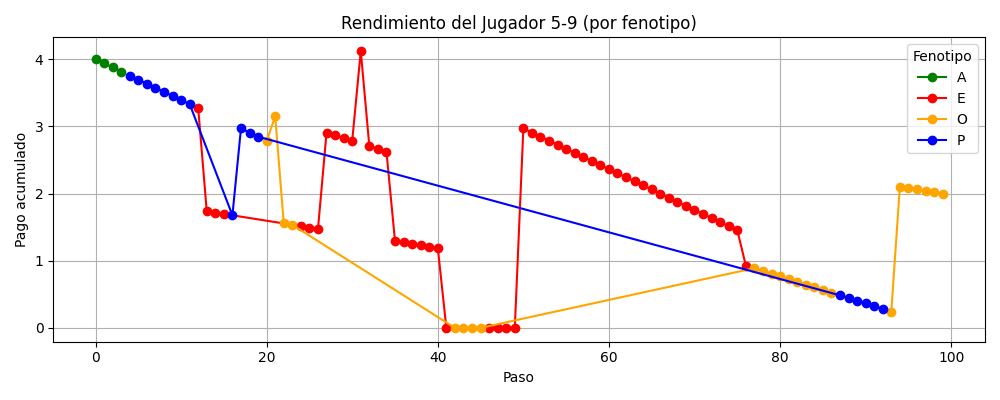 Rendimiento del Jugador 5-9 (por fenotipo)
Pago acumulado
4
3
2
1
0
0
20
40
60
80
100
Paso
Fenotipo
A
E
O
P